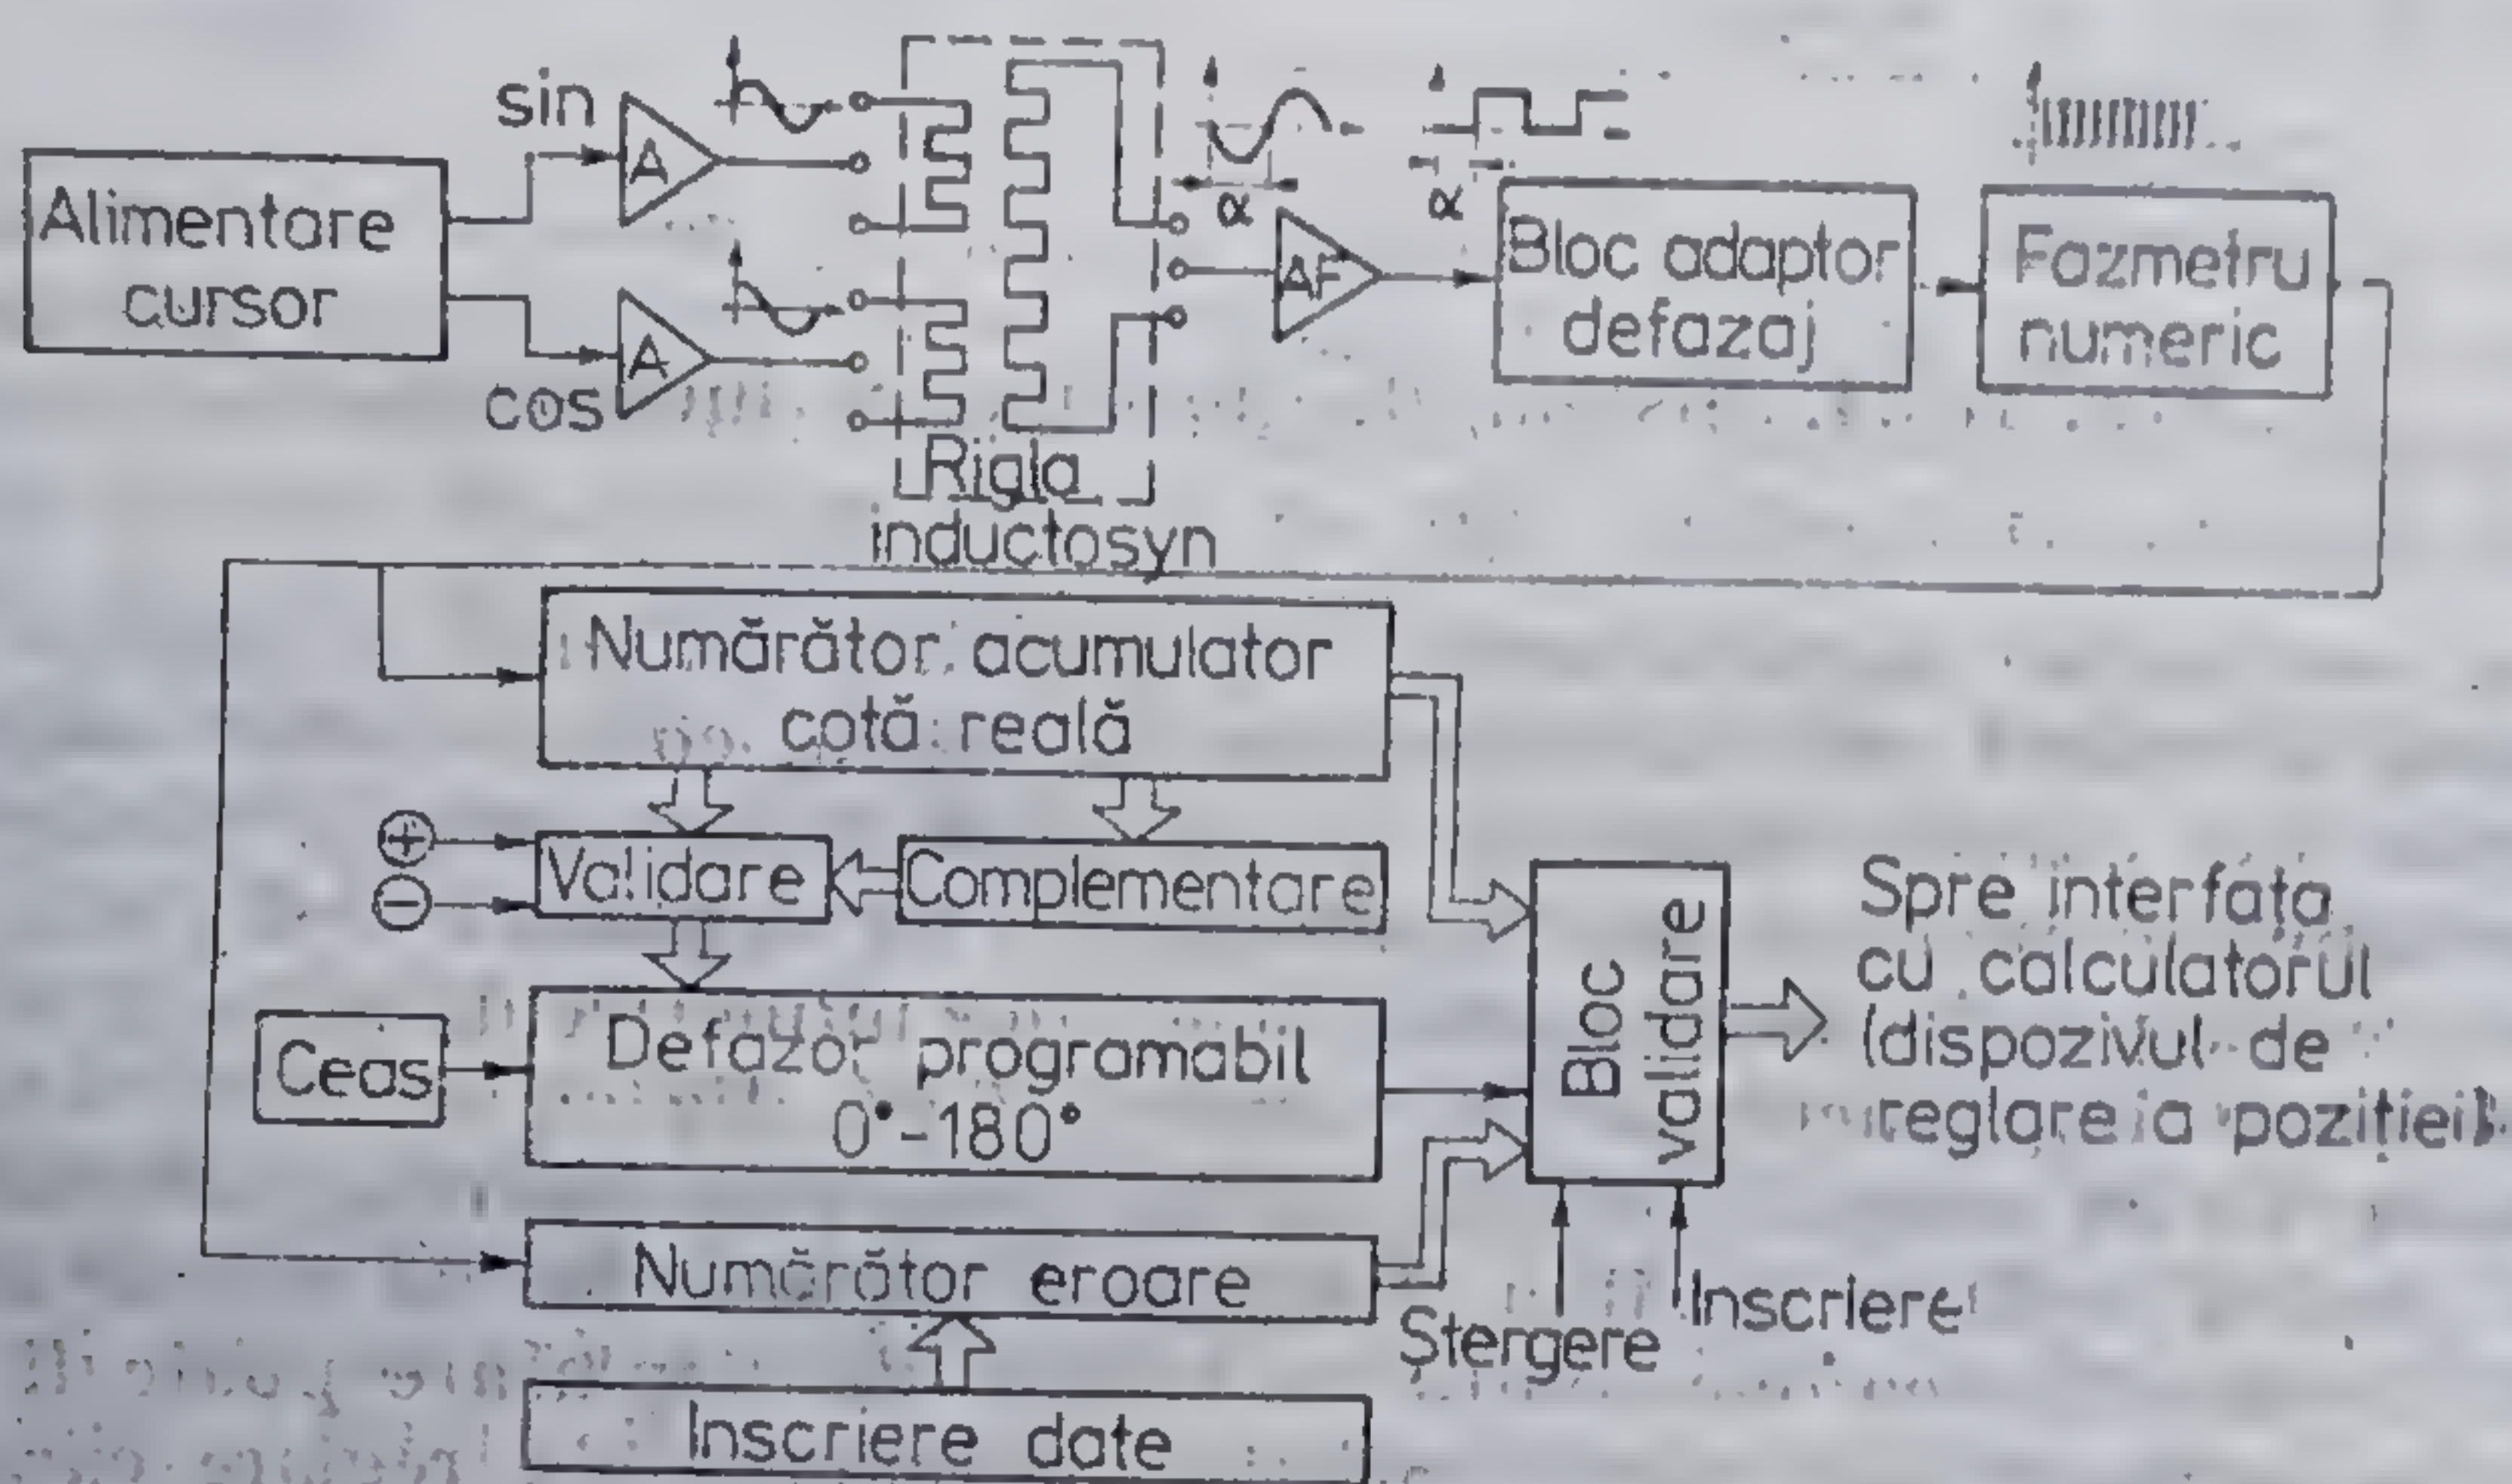 sin
A
Alimentare
cursor
cos
A
Rigla
inductosyn
α
AF
α
Bloc adaptor
defazaj
Fazmetru
numeric
Numărător acumulator
cotă reală
+
−
Validare
Complementare
Ceas
Defazor programabil
0°-180°
Numărător eroare
Inscriere date
Bloc
validare
Ștergere
Inscriere
Spre interfața
cu calculatorul
(dispozivul de
reglare a poziției)